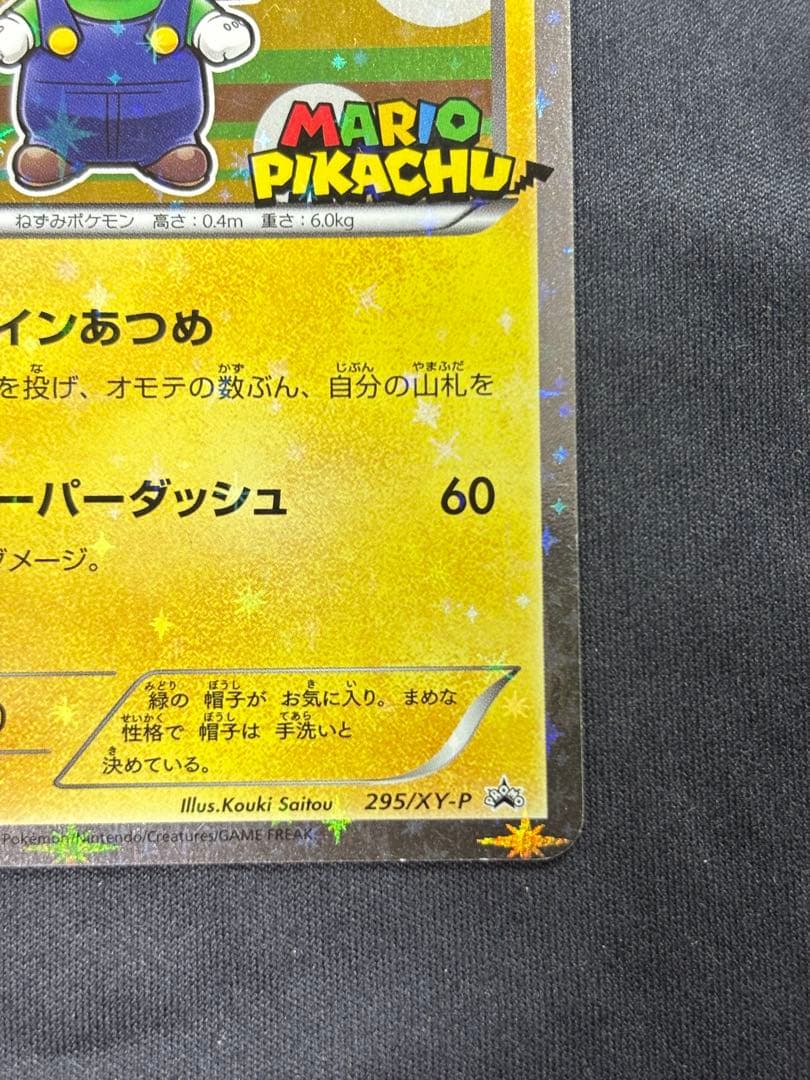 MARIO
PIKACHU
ねずみポケモン 高さ：0.4m 重さ：6.0kg
インあつめ
を投げ、オモテの数ぶん、自分の山札を
ーパーダッシュ 60
ダメージ。
緑の 帽子が お気に入り。まめな
性格で 帽子は 手洗いと
決めている。
Illus.Kouki Saitou 295/XY-P PROMO
Pokémon/Nintendo/Creatures/GAME FREAK